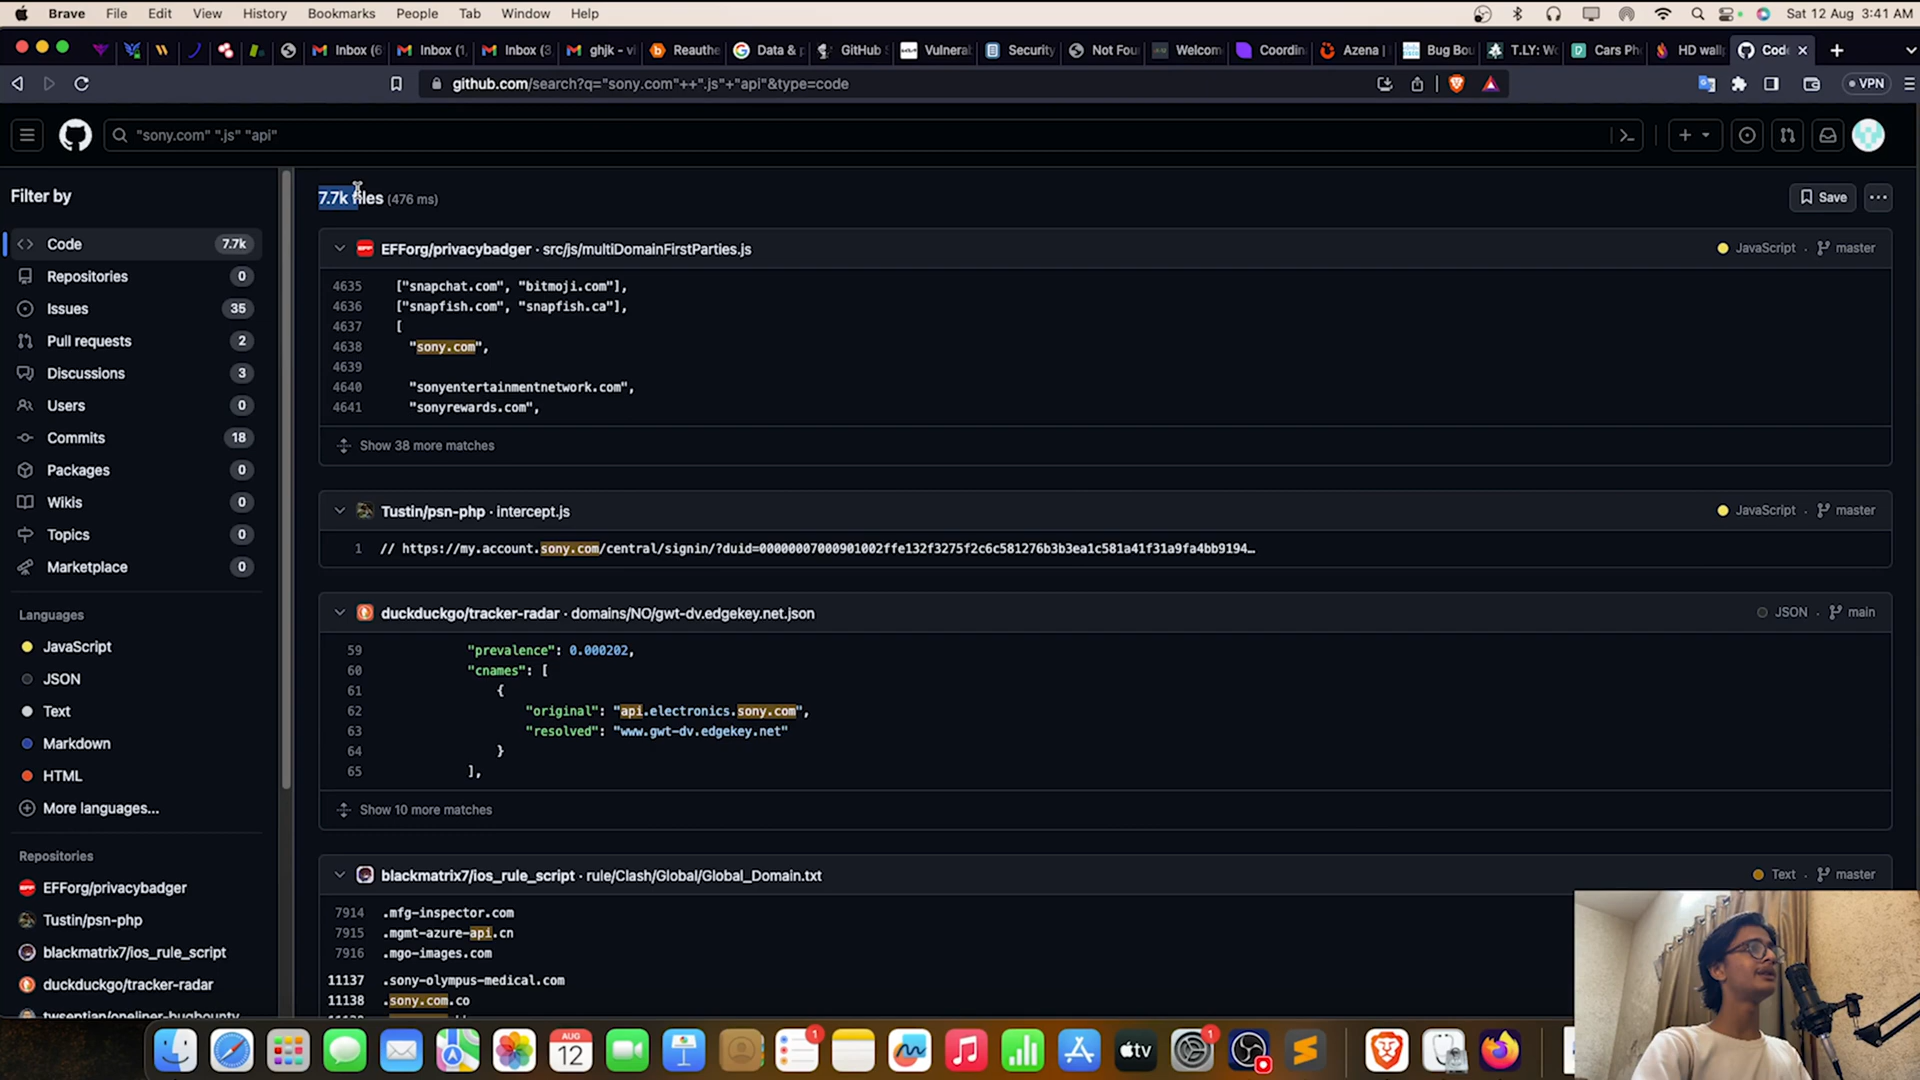 Brave File Edit View History Bookmarks People Tab Window Help Sat 12 Aug 3:41 AM
Inbox (6 Inbox (1, Inbox (3 ghjk - vi Reauthe Data & p GitHub S Vulnera Security Not Fou Welcom Coordin Azena | Bug Bou T.LY: W Cars Ph HD wallp Code
github.com/search?q="sony.com"++".js"+"api"&type=code VPN
"sony.com" ".js" "api"
Filter by
Code 7.7k
Repositories 0
Issues 35
Pull requests 2
Discussions 3
Users 0
Commits 18
Packages 0
Wikis 0
Topics 0
Marketplace 0
Languages
JavaScript
JSON
Text
Markdown
HTML
More languages...
Repositories
EFForg/privacybadger
Tustin/psn-php
blackmatrix7/ios_rule_script
duckduckgo/tracker-radar
twseptian/oneliner-bugbounty
7.7k files (476 ms) Save
EFForg/privacybadger · src/js/multiDomainFirstParties.js JavaScript · master
4635 ["snapchat.com", "bitmoji.com"],
4636 ["snapfish.com", "snapfish.ca"],
4637 [
4638 "sony.com",
4639
4640 "sonyentertainmentnetwork.com",
4641 "sonyrewards.com",
Show 38 more matches
Tustin/psn-php · intercept.js JavaScript · master
1 // https://my.account.sony.com/central/signin/?duid=00000007000901002ffe132f3275f2c6c581276b3b3ea1c581a41f31a9fa4bb9194…
duckduckgo/tracker-radar · domains/NO/gwt-dv.edgekey.net.json JSON · main
59 "prevalence": 0.000202,
60 "cnames": [
61 {
62 "original": "api.electronics.sony.com",
63 "resolved": "www.gwt-dv.edgekey.net"
64 }
65 ],
Show 10 more matches
blackmatrix7/ios_rule_script · rule/Clash/Global/Global_Domain.txt Text · master
7914 .mfg-inspector.com
7915 .mgmt-azure-api.cn
7916 .mgo-images.com
11137 .sony-olympus-medical.com
11138 .sony.com.co
AUG
12
1
tv
1